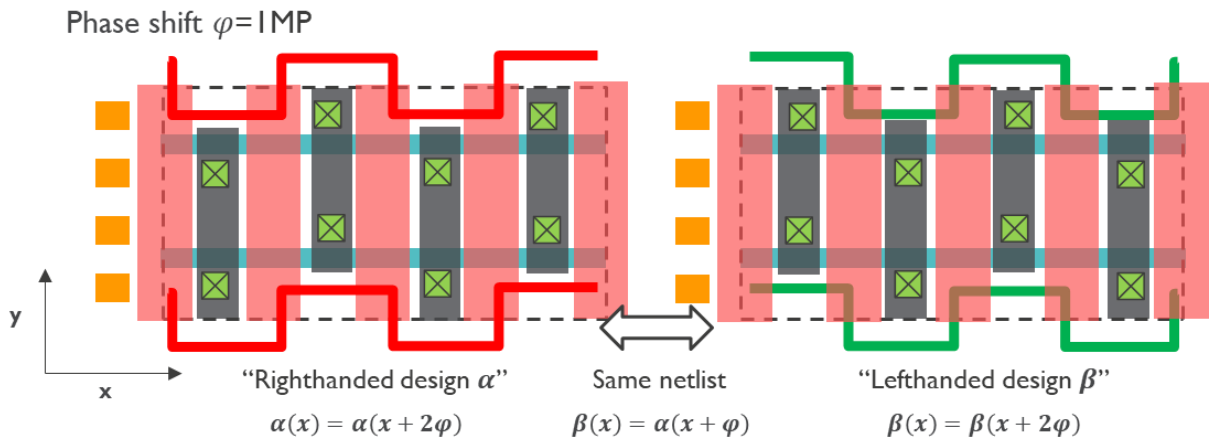 Phase shift φ=1MP
y
x
“Righthanded design α”
Same netlist
“Lefthanded design β”
α(x) = α(x + 2φ)
β(x) = α(x + φ)
β(x) = β(x + 2φ)